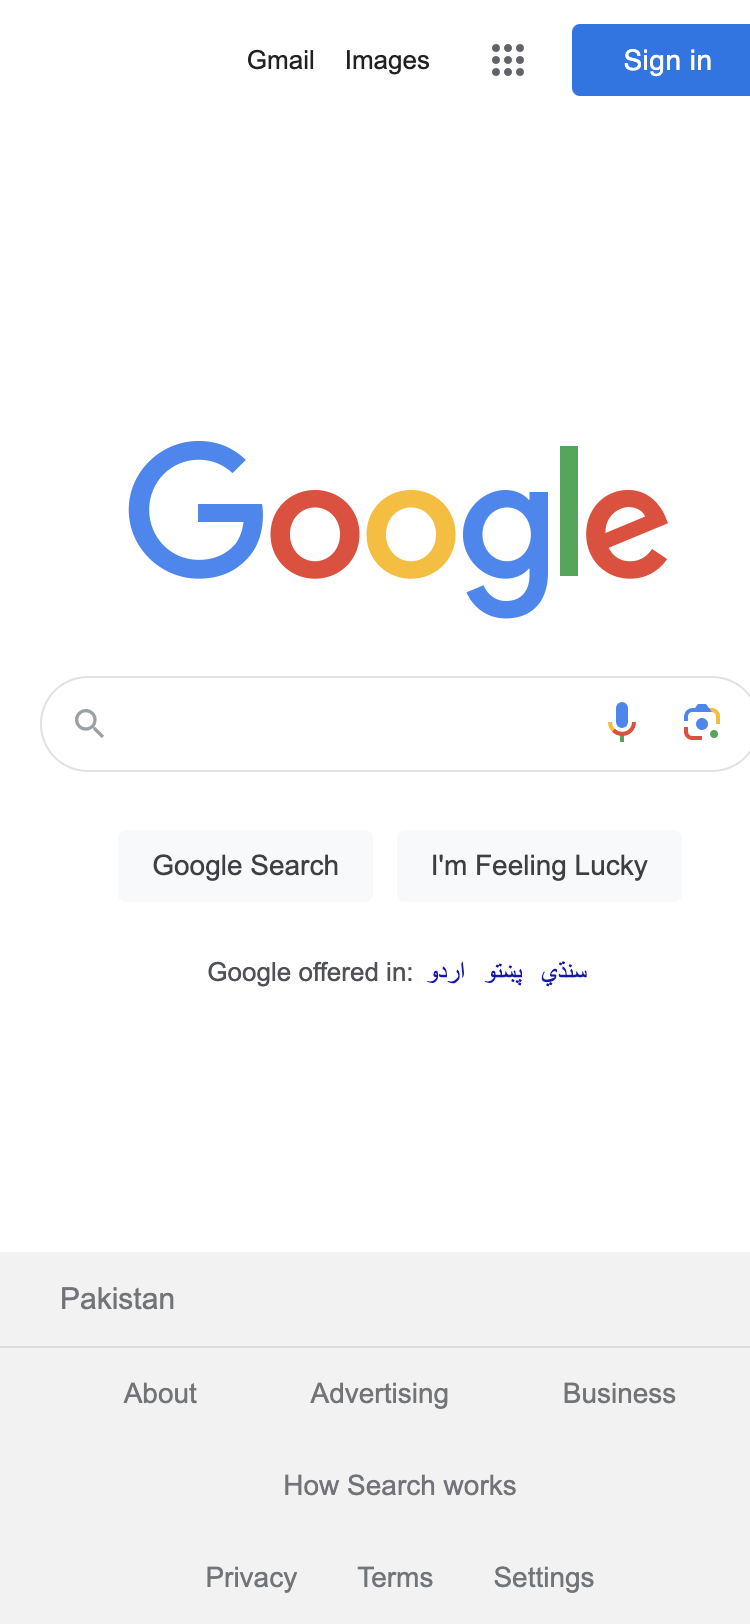 Gmail Images Sign in
Google
Google Search I'm Feeling Lucky
Google offered in: اردو پښتو سنڌي
Pakistan
About Advertising Business
How Search works
Privacy Terms Settings